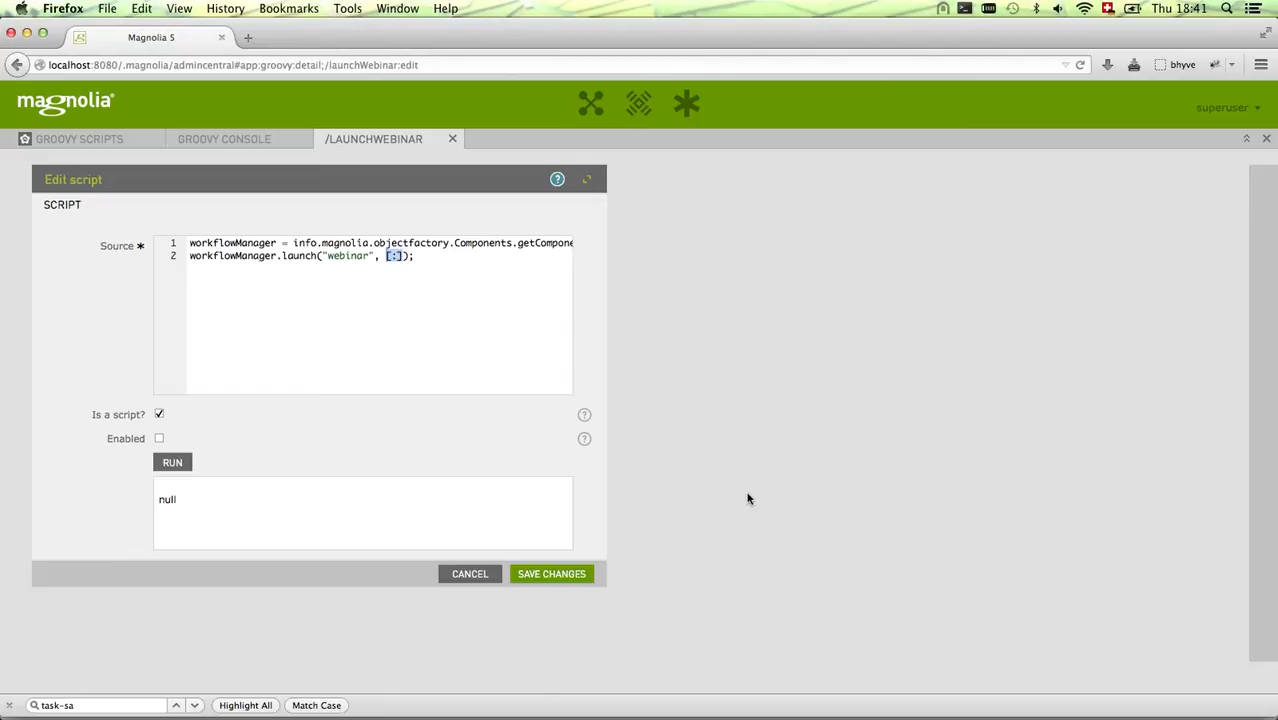 Firefox File Edit View History Bookmarks Tools Window Help Thu 18:41
Magnolia 5
localhost:8080/.magnolia/admincentral#app:groovy:detail;/launchWebinar:edit
bhyve
magnolia®
superuser
GROOVY SCRIPTS GROOVY CONSOLE /LAUNCHWEBINAR
Edit script ?
SCRIPT
Source ✱ 1 workflowManager = info.magnolia.objectfactory.Components.getCompone
2 workflowManager.launch("webinar", [:]);
Is a script? ?
Enabled ?
RUN
null
CANCEL SAVE CHANGES
task-sa Highlight All Match Case